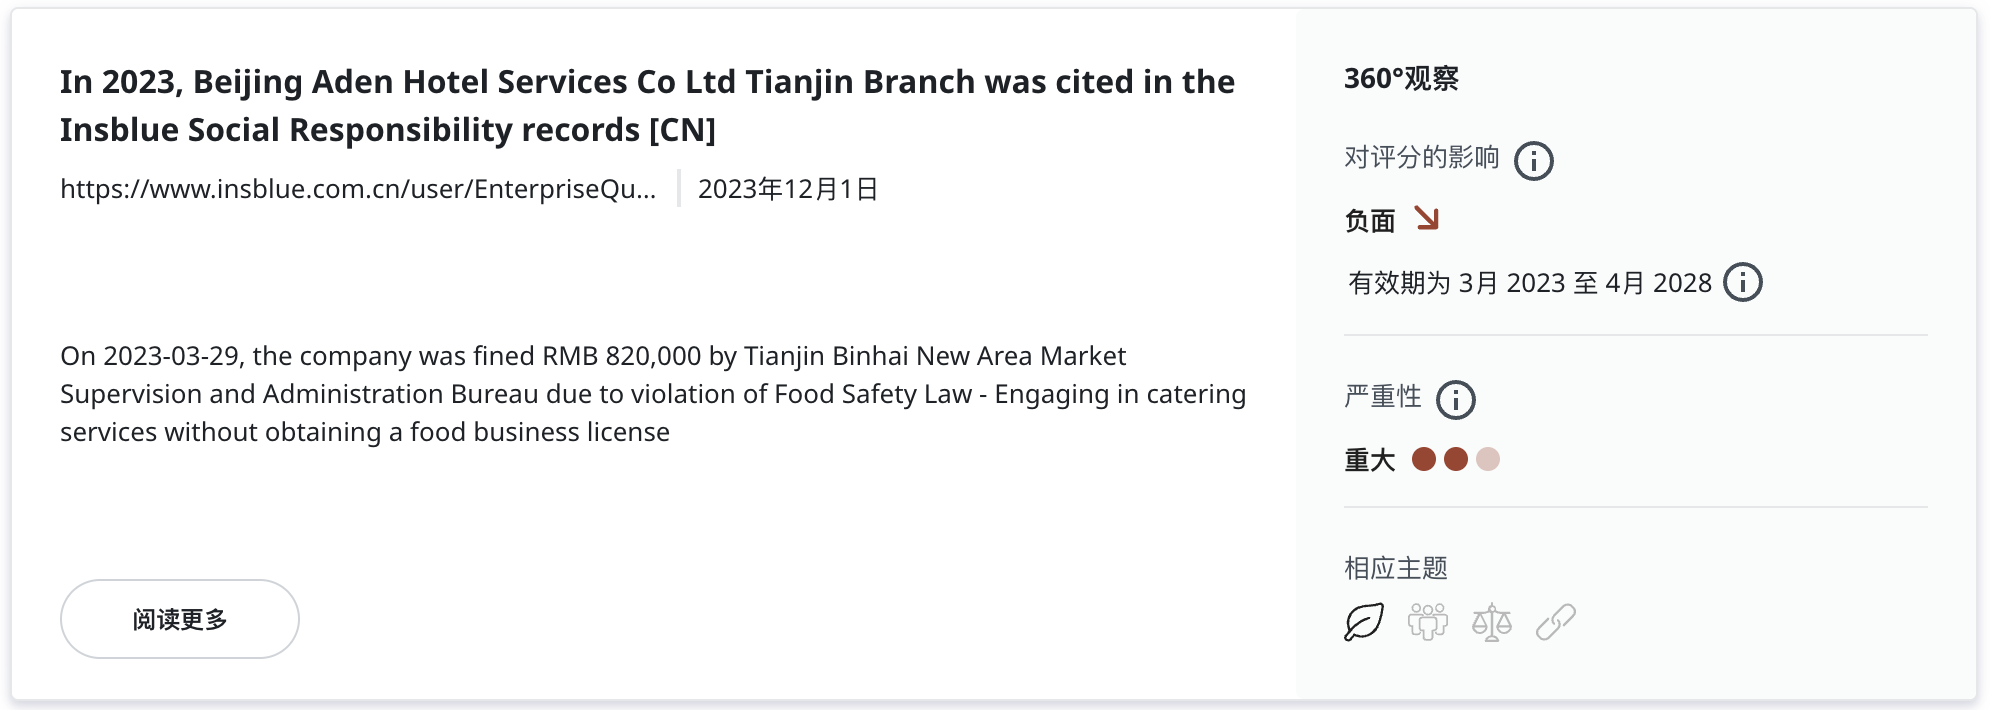 In 2023, Beijing Aden Hotel Services Co Ltd Tianjin Branch was cited in the
Insblue Social Responsibility records [CN]
https://www.insblue.com.cn/user/EnterpriseQu... 2023年12月1日
On 2023-03-29, the company was fined RMB 820,000 by Tianjin Binhai New Area Market
Supervision and Administration Bureau due to violation of Food Safety Law - Engaging in catering
services without obtaining a food business license
阅读更多
360°观察
对评分的影响
负面
有效期为 3月 2023 至 4月 2028
严重性
重大
相应主题